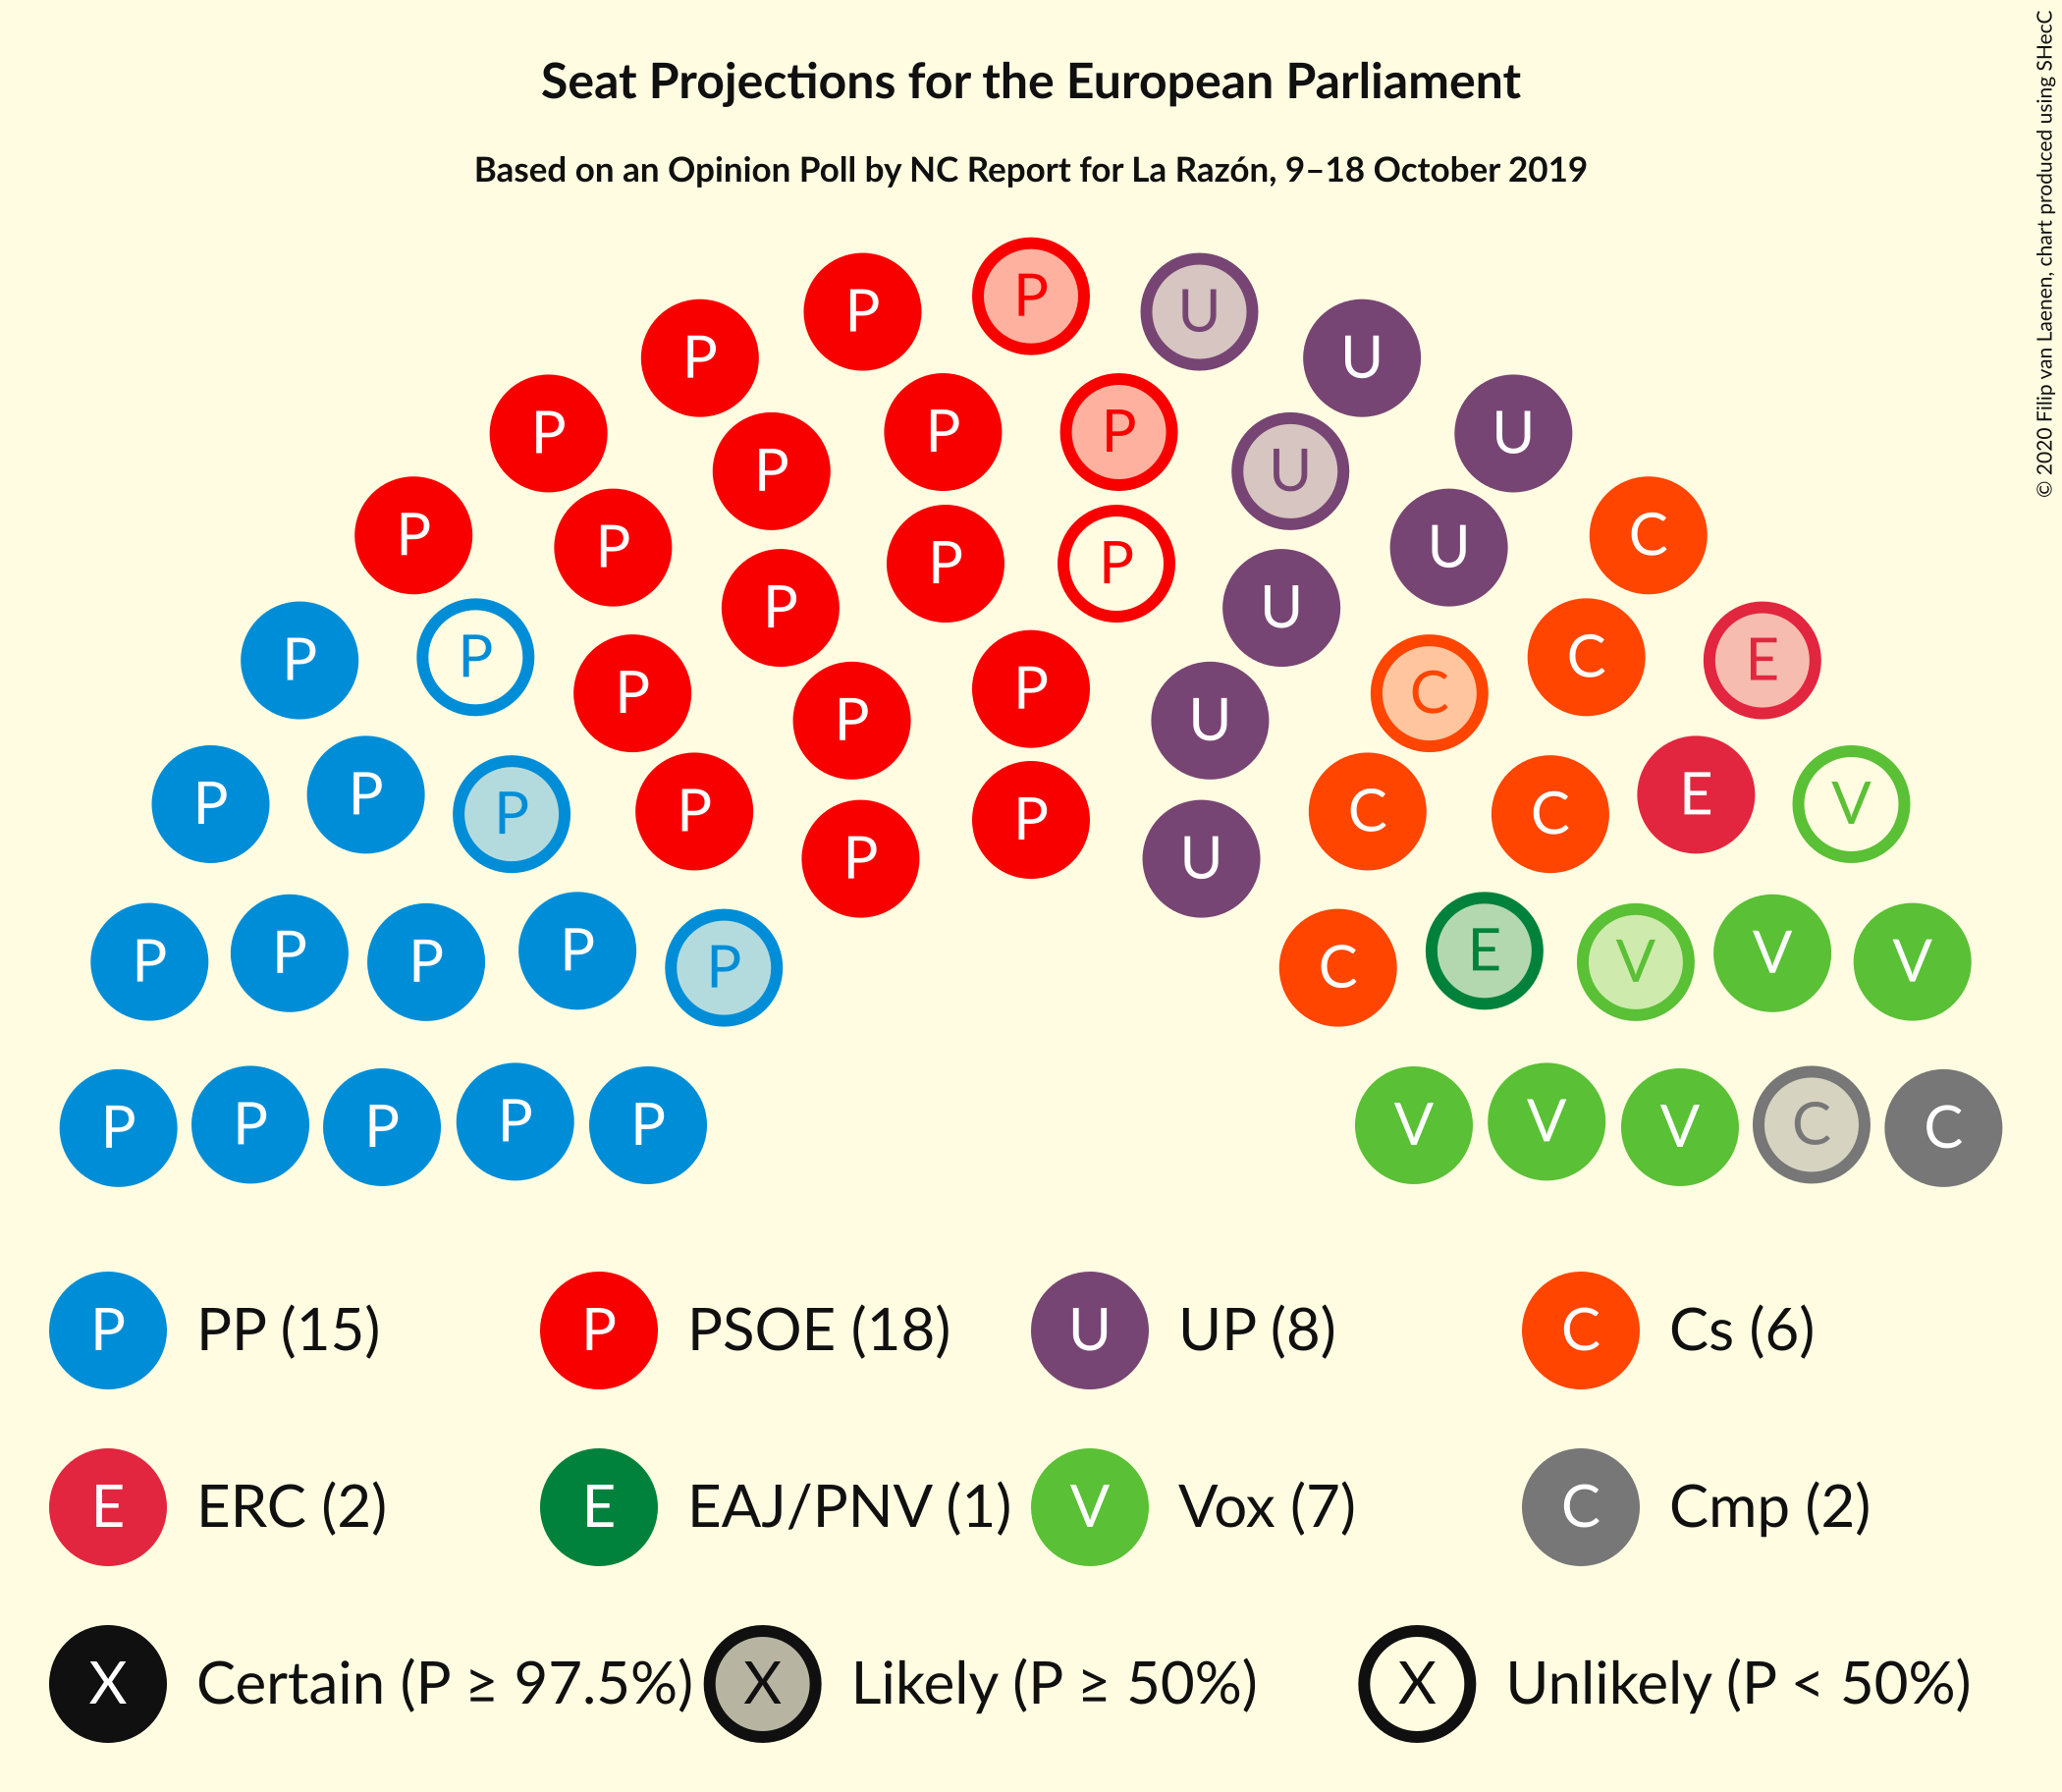 Seat Projections for the European Parliament
Based on an Opinion Poll by NC Report for La Razón, 9–18 October 2019
© 2020 Filip van Laenen, chart produced using SHecC
P
P P U
P U
P P P U
P U
P P C
P P U
P P
P U
P P P E
P C
P P U
P P E V
P P C C
P
P U
P P P P P C E V V V
P P P P P V V V C C
P PP (15) P PSOE (18) U UP (8) C Cs (6)
E ERC (2) E EAJ/PNV (1) V Vox (7) C Cmp (2)
X Certain (P ≥ 97.5%) X Likely (P ≥ 50%) X Unlikely (P < 50%)